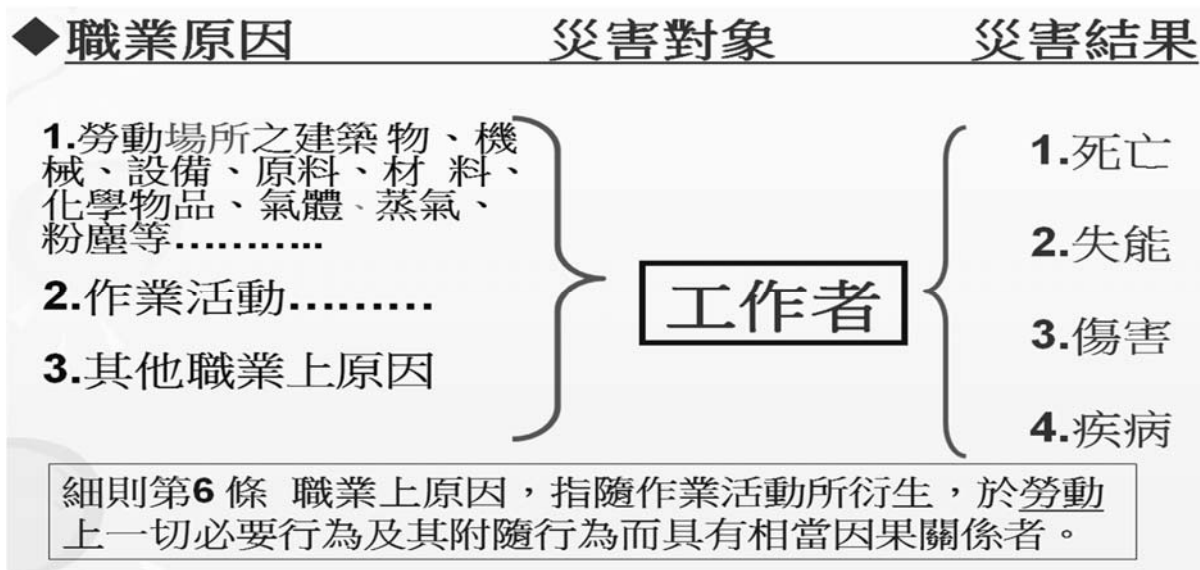 ◆職業原因 災害對象 災害結果
1.勞動場所之建築物、機
械、設備、原料、材 料、
化學物品、氣體、蒸氣、
粉塵等………...
2.作業活動………
3.其他職業上原因
工作者
1.死亡
2.失能
3.傷害
4.疾病
細則第6 條 職業上原因，指隨作業活動所衍生，於勞動
上一切必要行為及其附隨行為而具有相當因果關係者。